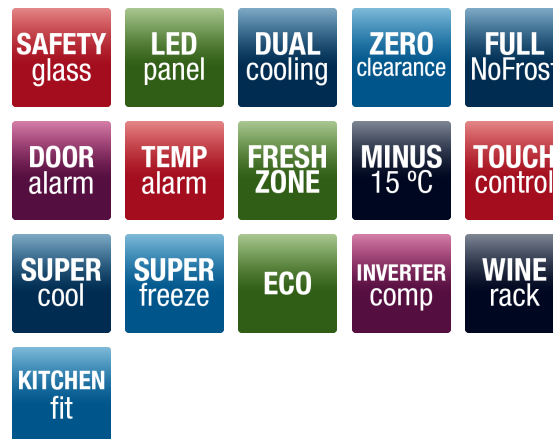 SAFETY
glass
LED
panel
DUAL
cooling
ZERO
clearance
FULL
NoFrost
DOOR
alarm
TEMP
alarm
FRESH
ZONE
MINUS
15 ºC
TOUCH
control
SUPER
cool
SUPER
freeze
ECO
INVERTER
comp
WINE
rack
KITCHEN
fit